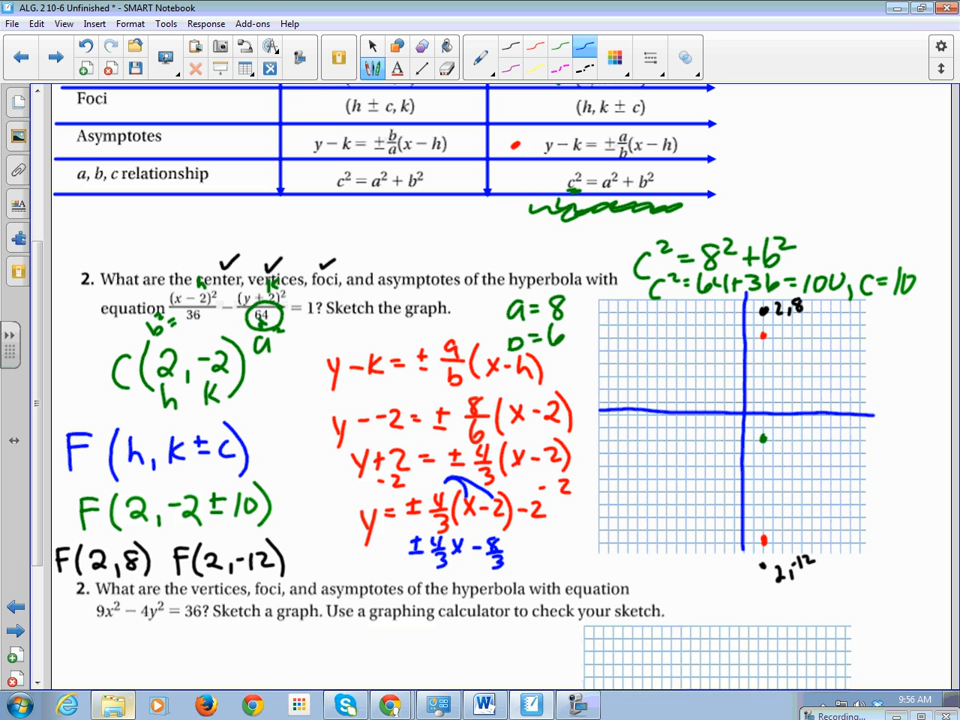 ALG. 2 10-6 Unfinished * - SMART Notebook
File Edit View Insert Format Tools Response Add-ons Help
Foci (h ± c, k) (h, k ± c)
Asymptotes y − k = ± b/a (x − h) y − k = ± a/b (x − h)
a, b, c relationship c² = a² + b² c² = a² + b²
c² = 8² + 6²
2. What are the center, vertices, foci, and asymptotes of the hyperbola with
c² = 64 + 36 = 100, c = 10
h k
equation (x − 2)²/36 − (y + 2)²/64 = 1? Sketch the graph.
b² = a²
a = 8
b = 6
2,8
C(2, -2)
h k
F(h, k ± c)
F(2, -2 ± 10)
F(2,8) F(2,-12)
y − k = ± a/b (x − h)
y − -2 = ± 8/6 (x − 2)
y + 2 = ± 4/3 (x − 2)
-2 -2
y = ± 4/3 (x − 2) − 2
± 4/3 x − 8/3
2,-12
2. What are the vertices, foci, and asymptotes of the hyperbola with equation
9x² − 4y² = 36? Sketch a graph. Use a graphing calculator to check your sketch.
9:56 AM
Recording...